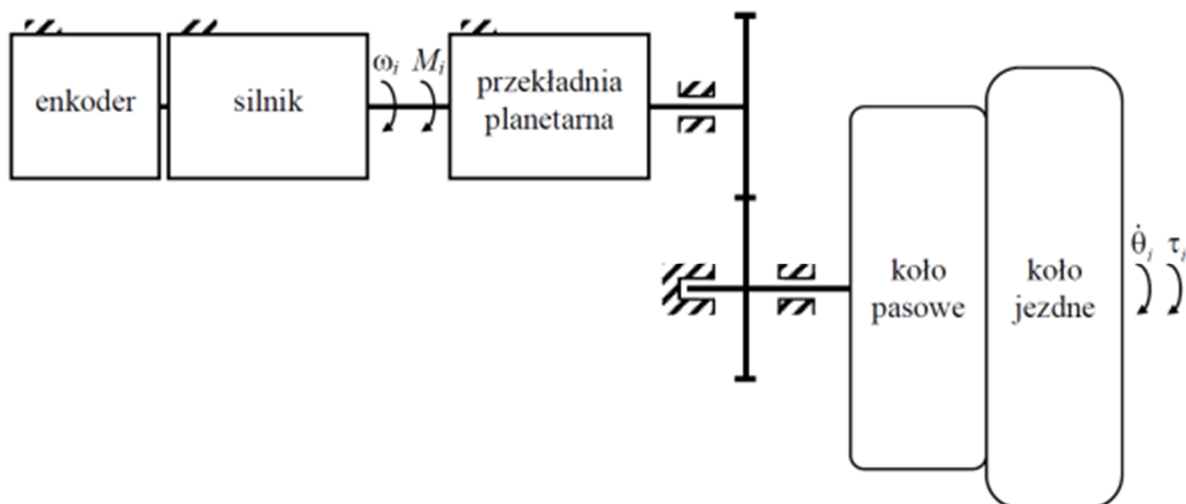 enkoder
silnik
ωᵢ Mᵢ
przekładnia
planetarna
koło
pasowe
koło
jezdne
θ̇ᵢ τᵢ